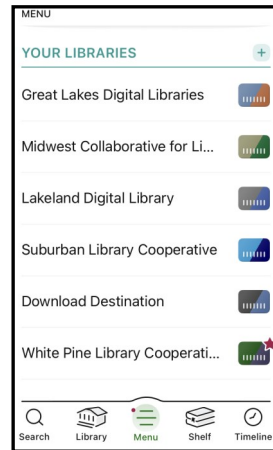 MENU
YOUR LIBRARIES +
Great Lakes Digital Libraries
Midwest Collaborative for Li...
Lakeland Digital Library
Suburban Library Cooperative
Download Destination
White Pine Library Cooperati...
Search Library Menu Shelf Timeline